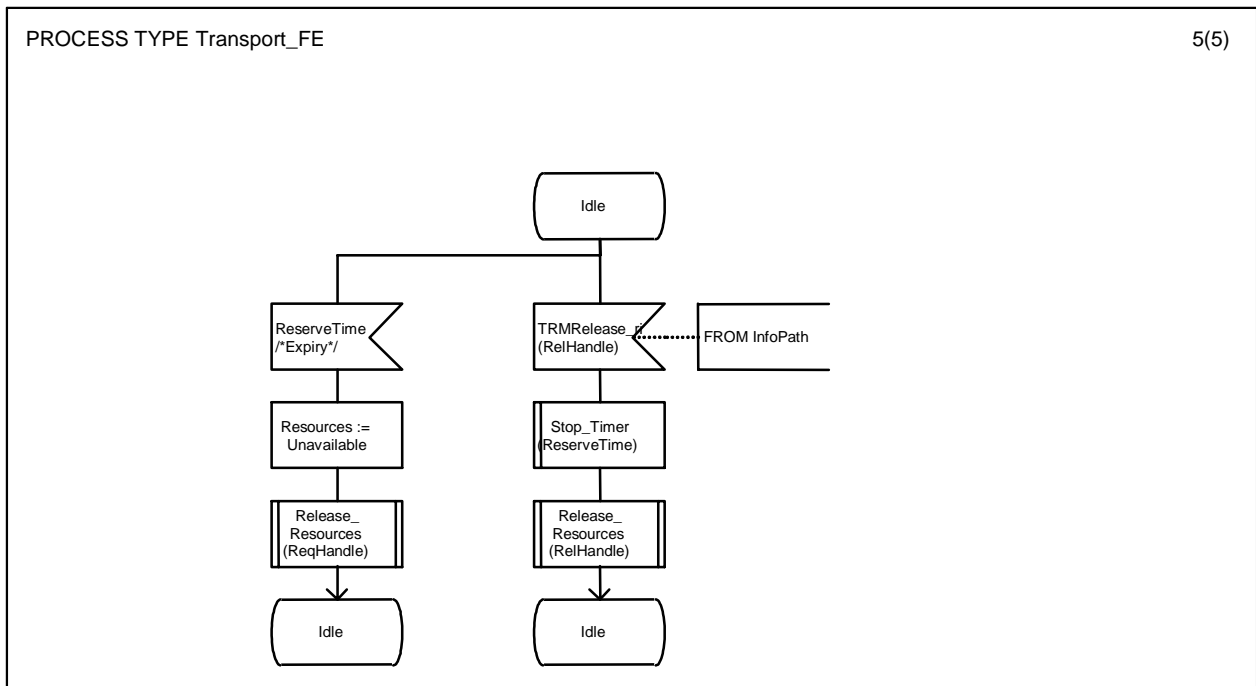 PROCESS TYPE Transport_FE
5(5)
Idle
ReserveTime
/*Expiry*/
TRMRelease_ri
(RelHandle)
FROM InfoPath
Resources :=
Unavailable
Stop_Timer
(ReserveTime)
Release_
Resources
(ReqHandle)
Release_
Resources
(RelHandle)
Idle
Idle